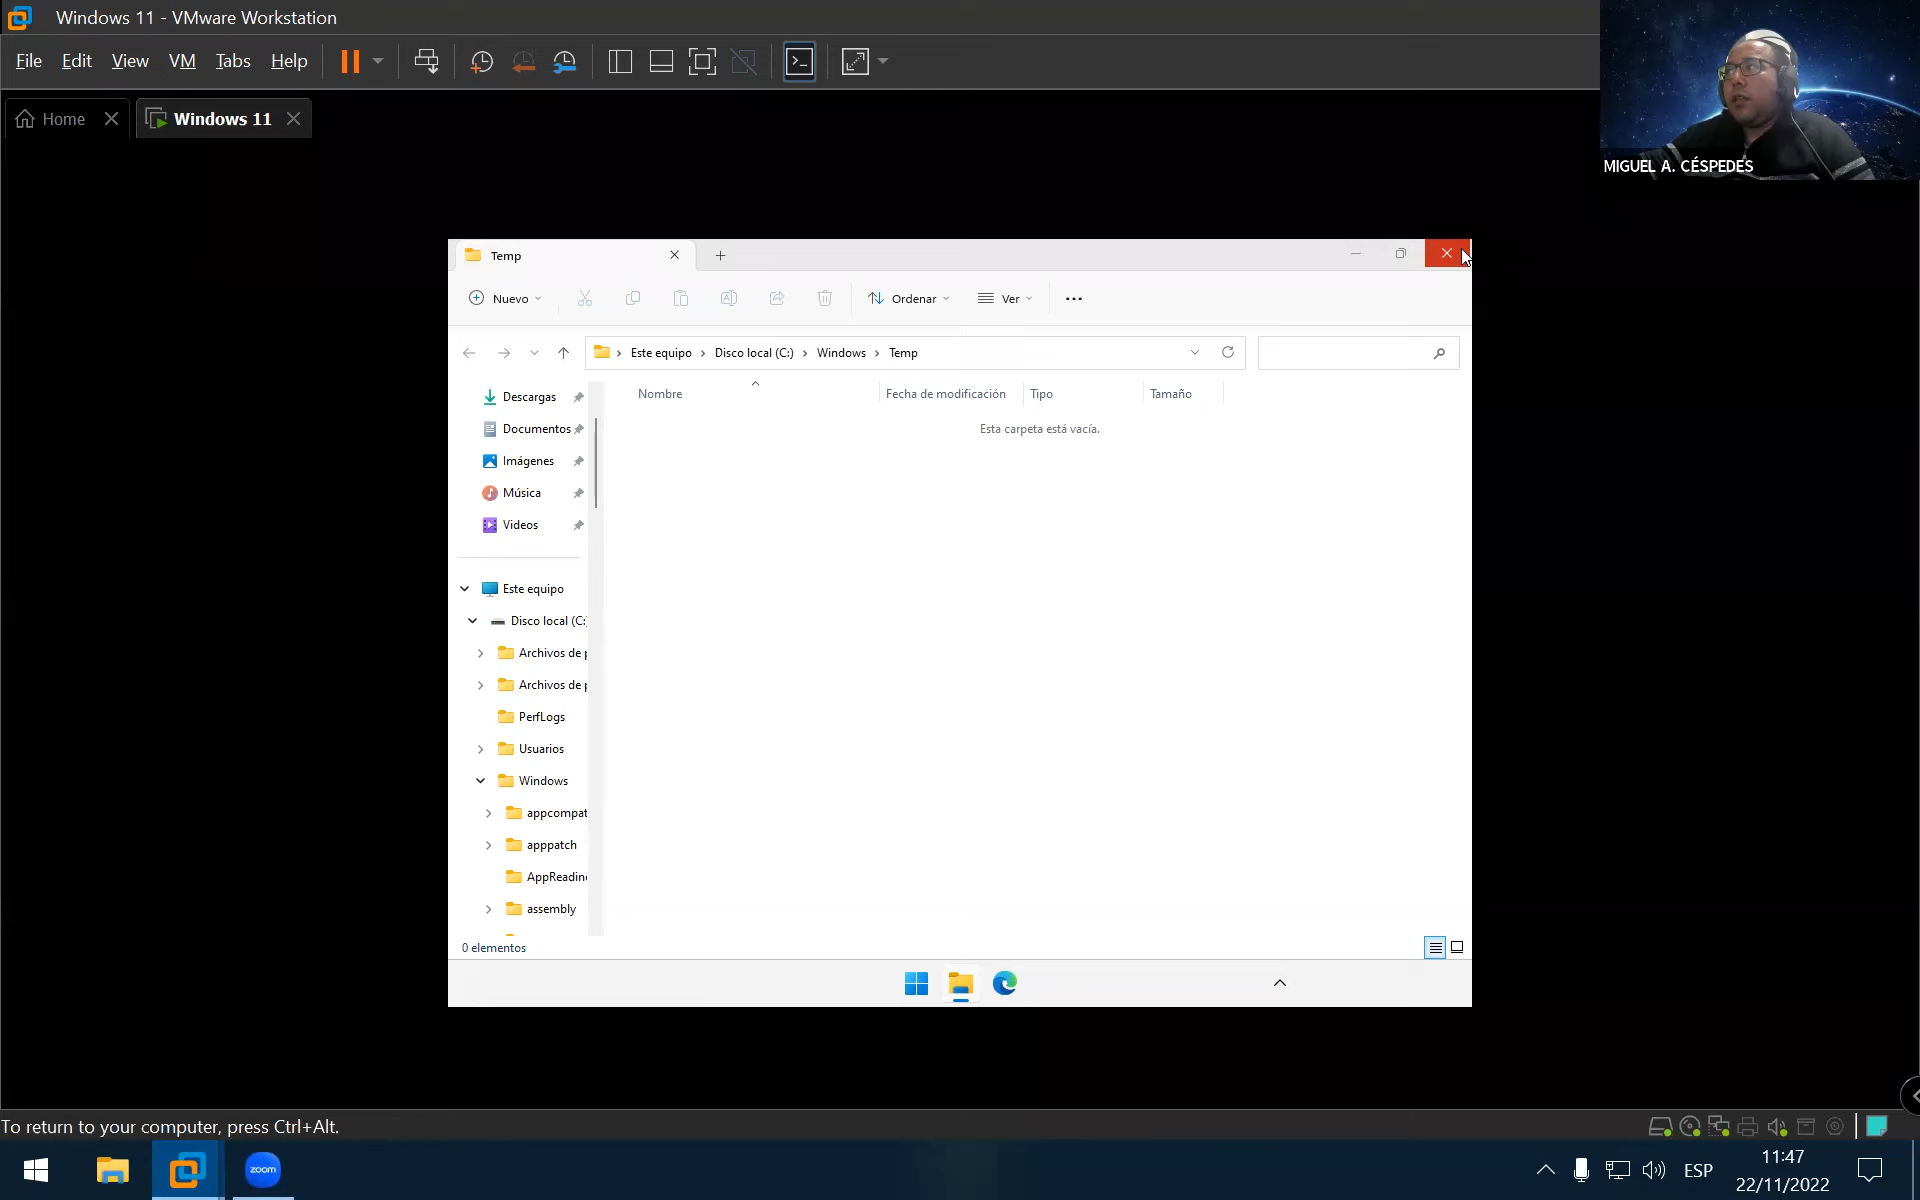 Windows 11 - VMware Workstation
File Edit View VM Tabs Help
Home
Windows 11
MIGUEL A. CÉSPEDES
Temp
Nuevo
Ordenar
Ver
Este equipo
Disco local (C:)
Windows
Temp
Nombre
Fecha de modificación
Tipo
Tamaño
Esta carpeta está vacía.
Descargas
Documentos
Imágenes
Música
Videos
Este equipo
Disco local (C:
Archivos de p
Archivos de p
PerfLogs
Usuarios
Windows
appcompat
apppatch
AppReadin
assembly
0 elementos
To return to your computer, press Ctrl+Alt.
zoom
ESP
11:47
22/11/2022